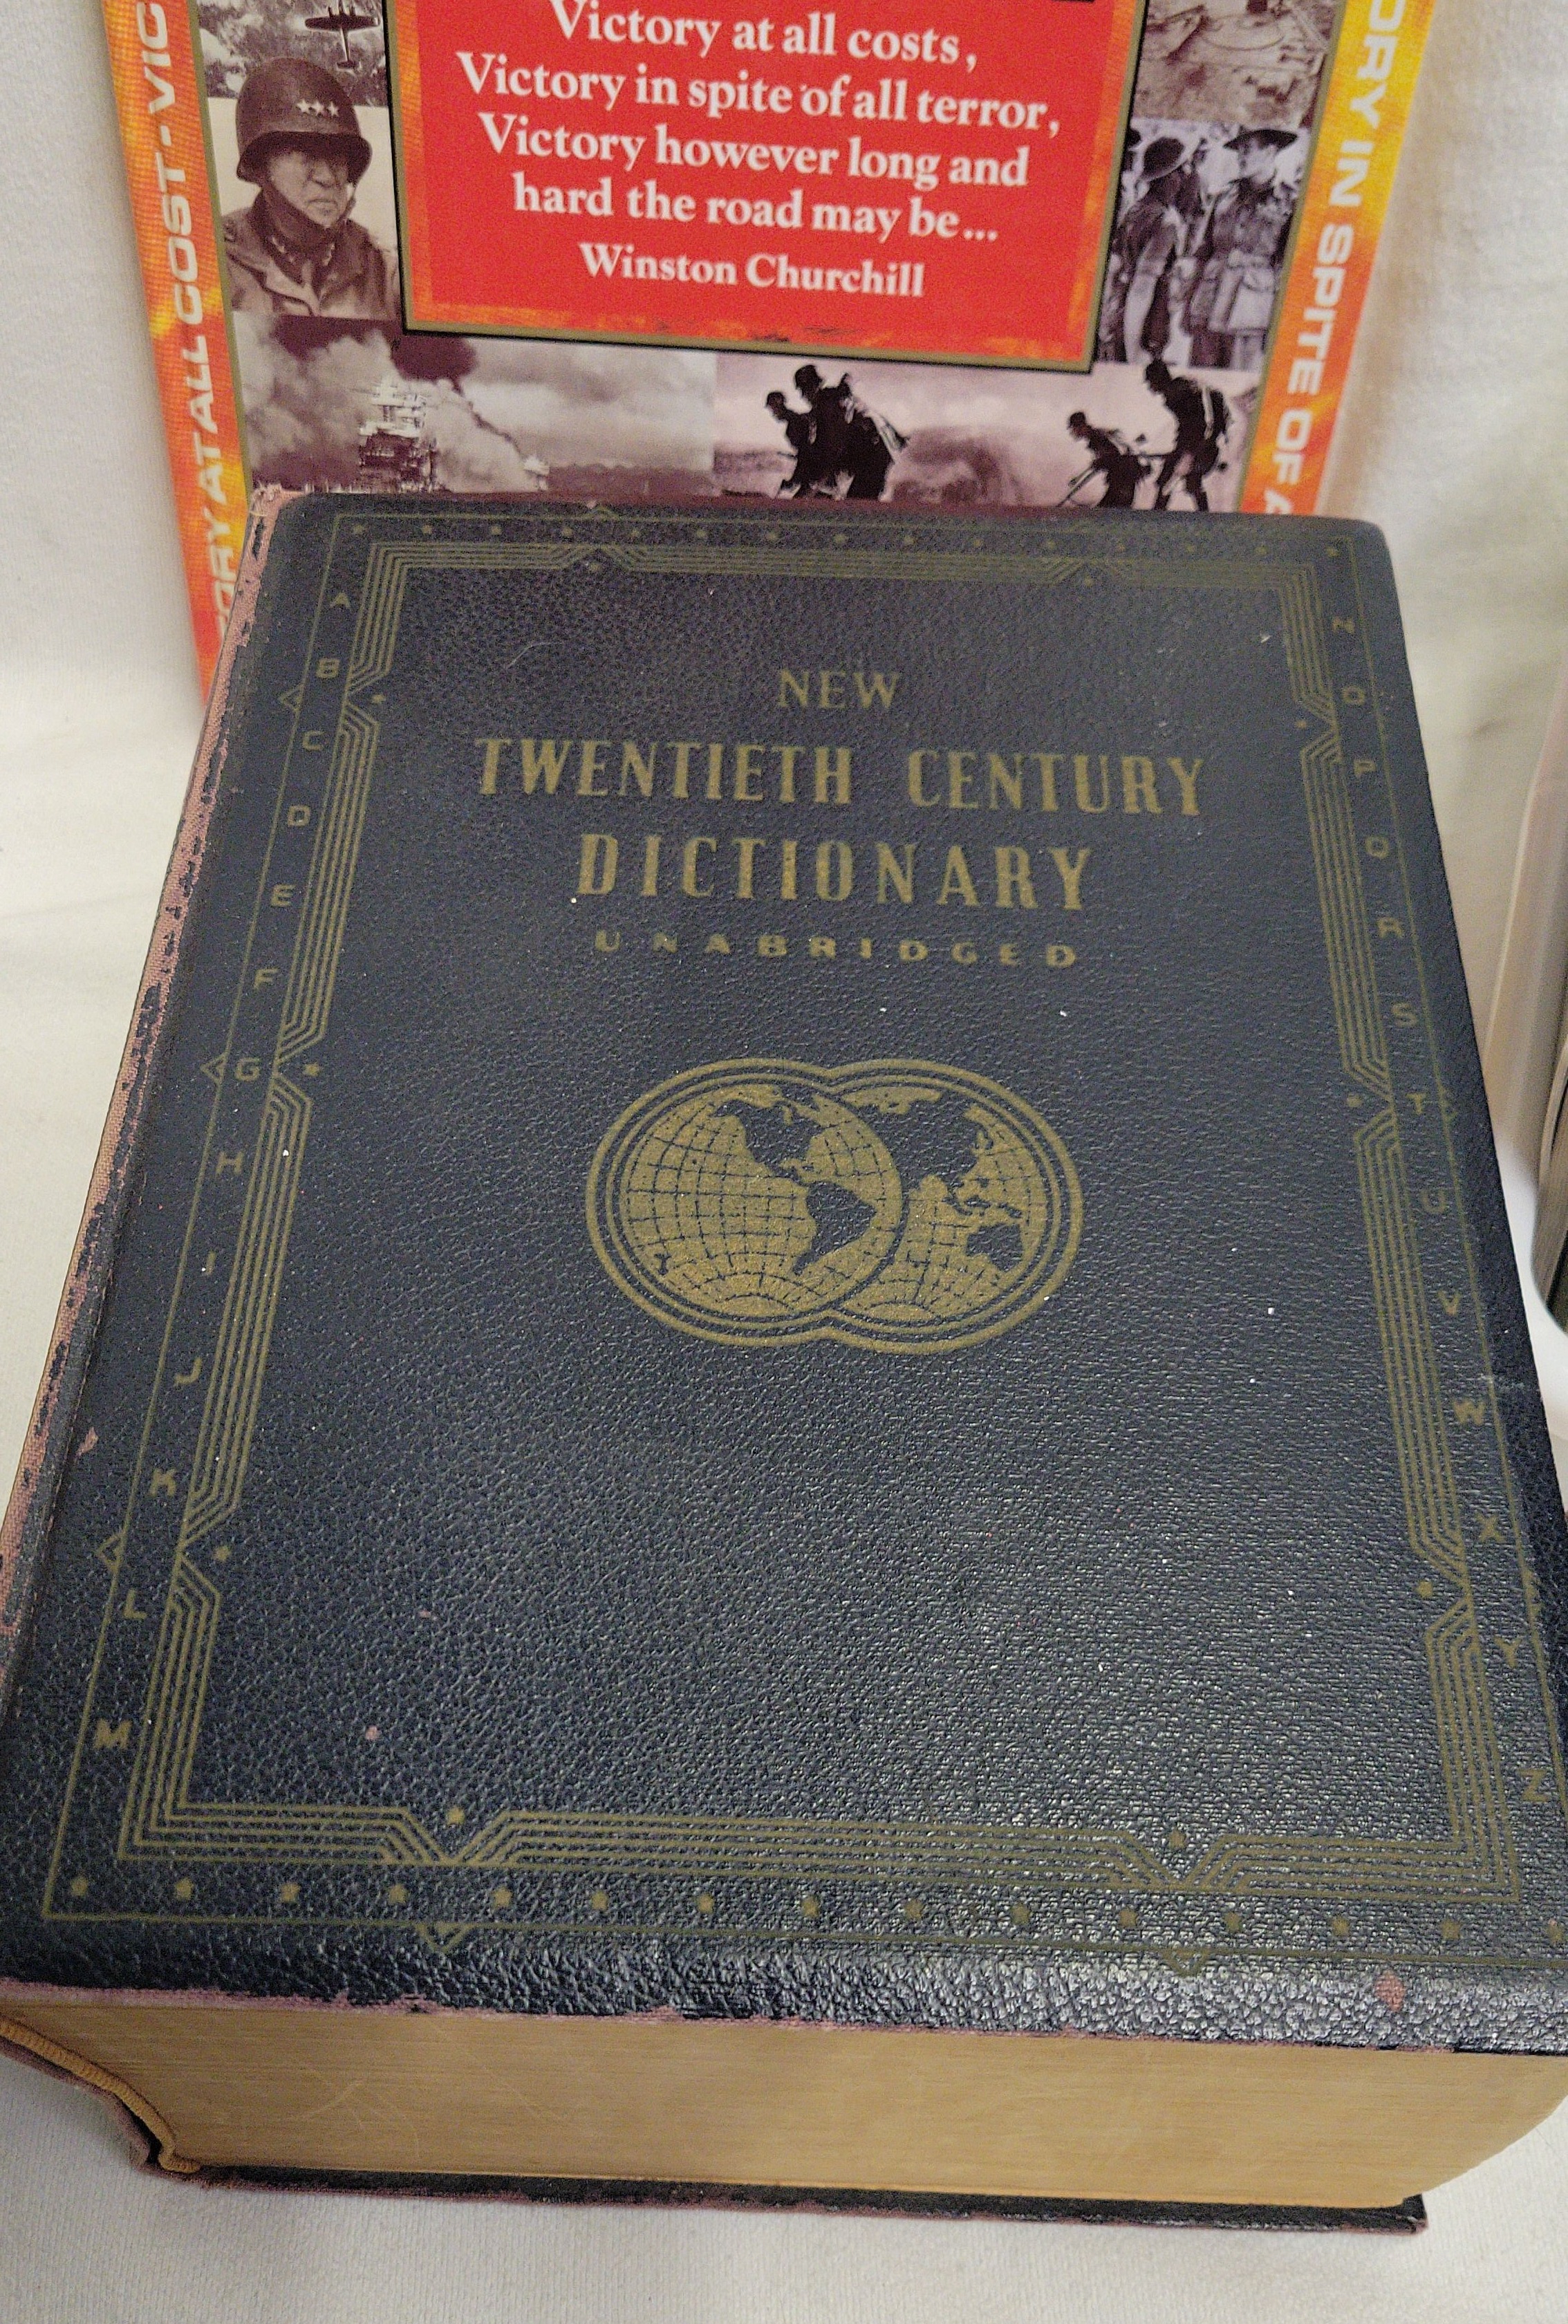 Victory at all costs,
Victory in spite of all terror,
Victory however long and
hard the road may be...
Winston Churchill
ORY AT ALL COST - VIC
ORY IN SPITE OF A
NEW
TWENTIETH CENTURY
DICTIONARY
UNABRIDGED
A
B
C
D
E
F
G
H
I
J
K
L
M
N
O
P
Q
R
S
T
U
V
W
X
Y
Z